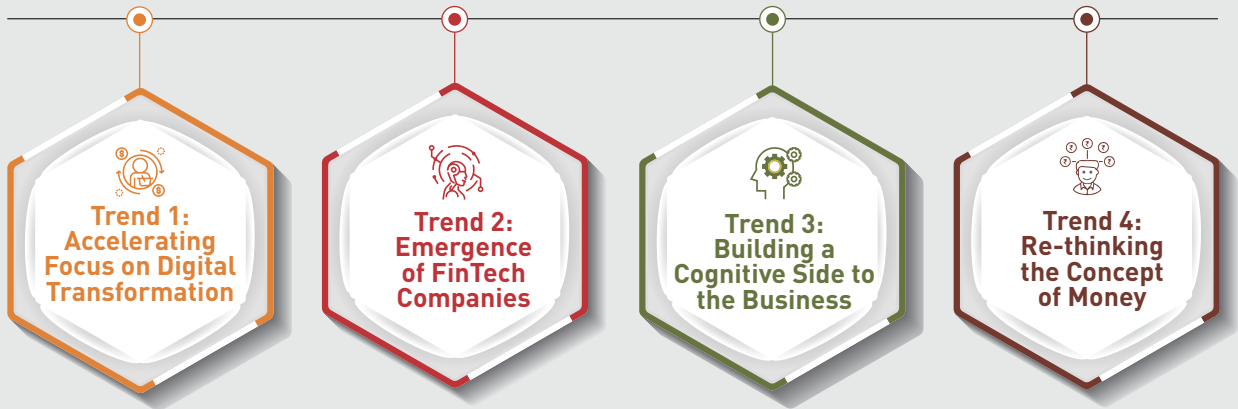 Trend 1:
Accelerating
Focus on Digital
Transformation
Trend 2:
Emergence
of FinTech
Companies
Trend 3:
Building a
Cognitive Side to
the Business
Trend 4:
Re-thinking
the Concept
of Money